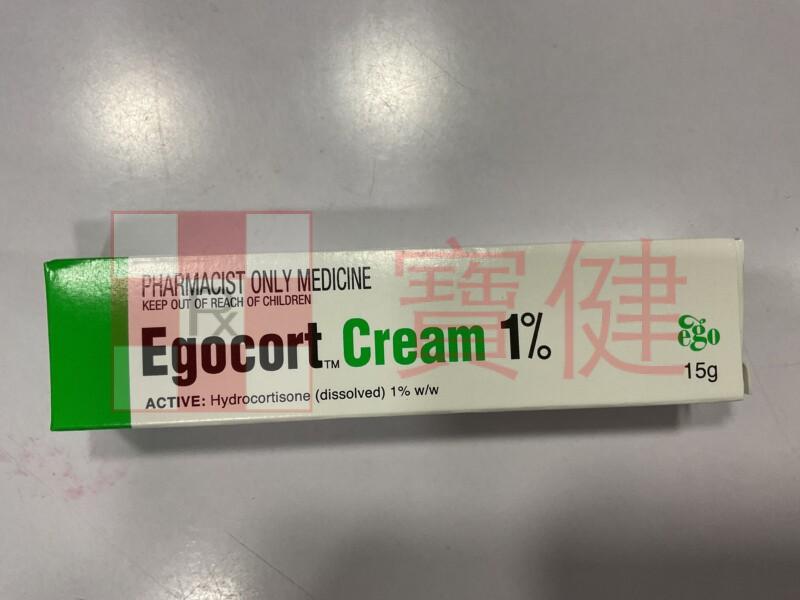 PHARMACIST ONLY MEDICINE
KEEP OUT OF REACH OF CHILDREN
Egocort™ Cream 1%
ACTIVE: Hydrocortisone (dissolved) 1% w/w
ego
15g
寶健
Rx